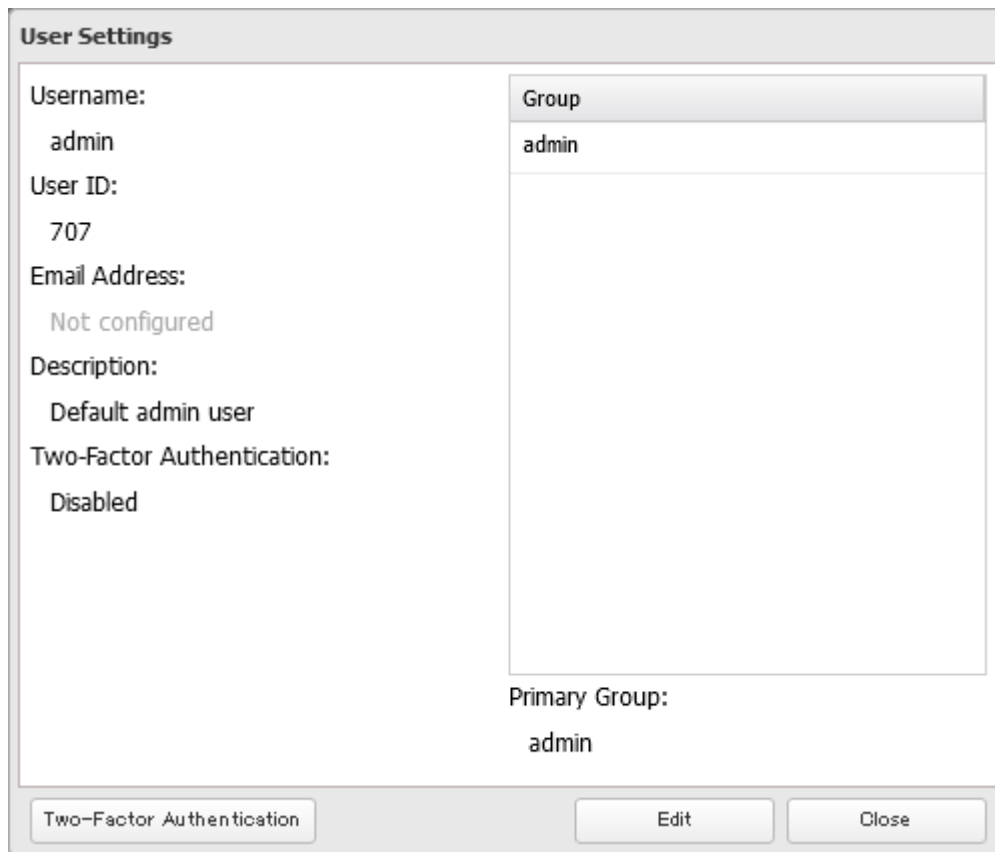 User Settings
Username:
admin
User ID:
707
Email Address:
Not configured
Description:
Default admin user
Two-Factor Authentication:
Disabled
Group
admin
Primary Group:
admin
Two-Factor Authentication
Edit
Close